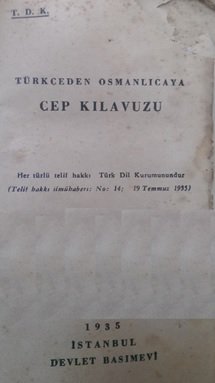 T. D. K.
TÜRKCEDEN OSMANLICAYA
CEP KILAVUZU
Her türlü telif hakkı Türk Dil Kurumunundur
(Telif hakkı ilmühaberi: No: 14; 19 Temmuz 1935)
1935
İSTANBUL
DEVLET BASIMEVİ